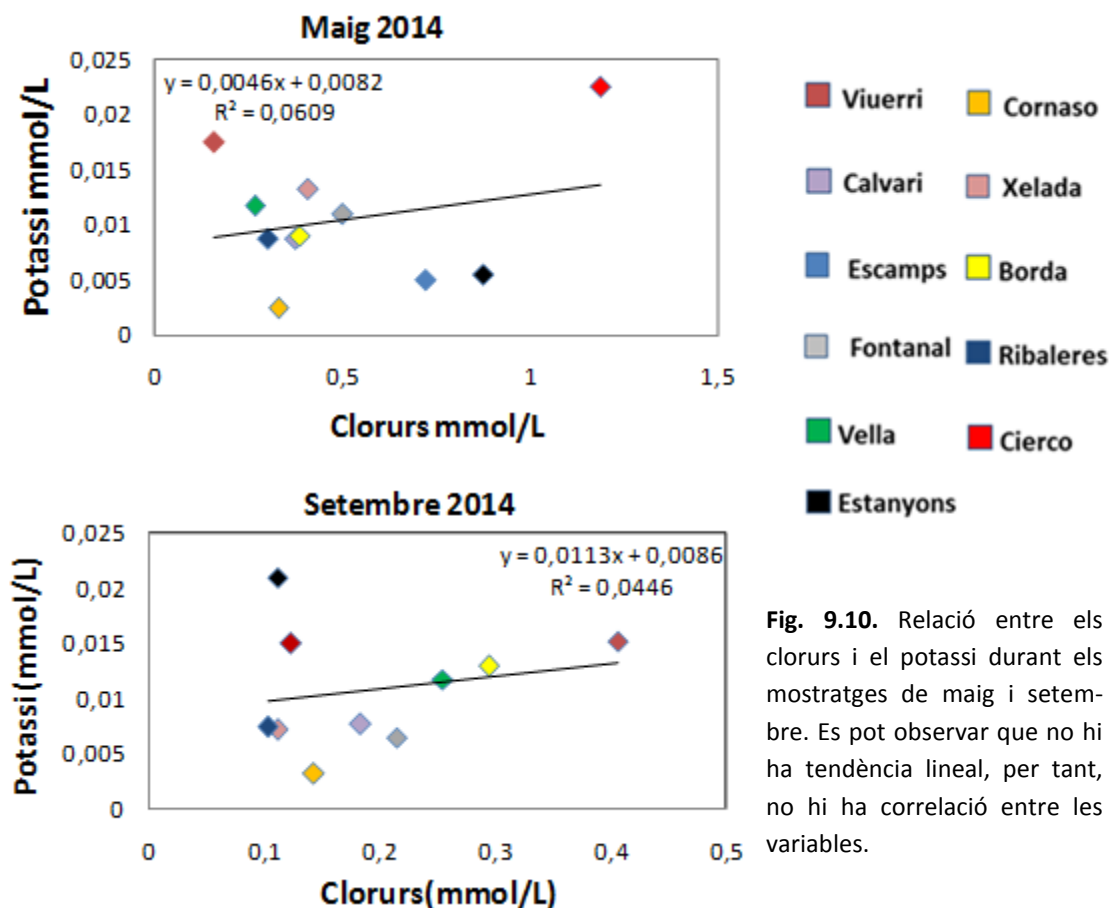 Maig 2014
0,025
0,02
0,015
0,01
0,005
0
y = 0,0046x + 0,0082
R² = 0,0609
Potassi mmol/L
0 0,5 1 1,5
Clorurs mmol/L
Viuerri
Cornaso
Calvari
Xelada
Escamps
Borda
Fontanal
Ribaleres
Vella
Cierco
Estanyons
Setembre 2014
0,025
0,02
0,015
0,01
0,005
0
y = 0,0113x + 0,0086
R² = 0,0446
Potassi (mmol/L)
0 0,1 0,2 0,3 0,4 0,5
Clorurs(mmol/L)
Fig. 9.10. Relació entre els
clorurs i el potassi durant els
mostratges de maig i setem-
bre. Es pot observar que no hi
ha tendència lineal, per tant,
no hi ha correlació entre les
variables.